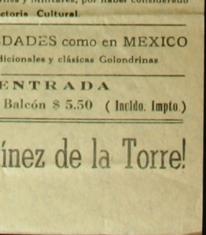 y Militares, por haber considerado
ctoria Cultural.
EDADES como en MEXICO
dicionales y clásicas Golondrinas
ENTRADA
Balcón $ 5.50 ( Incldo. Impto.)
ínez de la Torre!